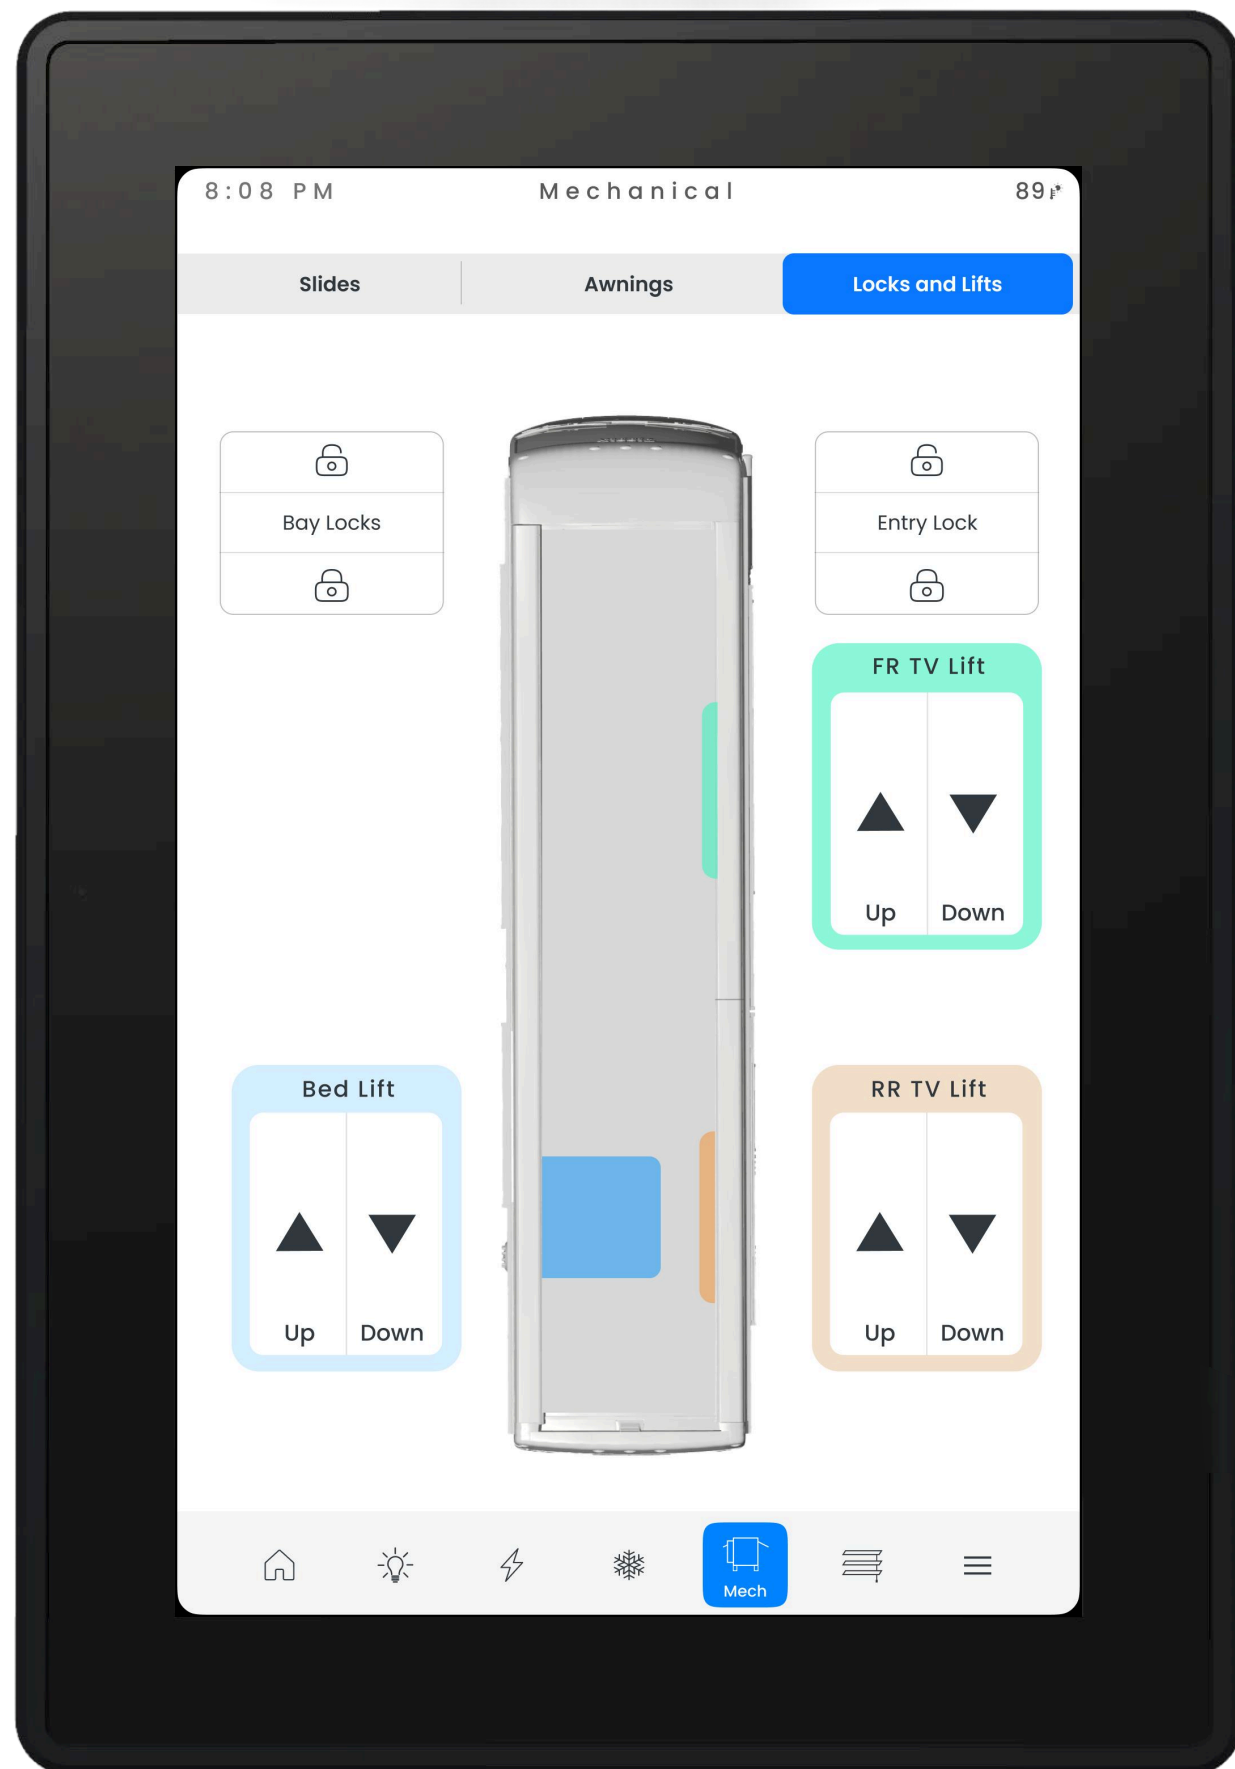 8:08 PM
Mechanical
89
Slides
Awnings
Locks and Lifts
Bay Locks
Entry Lock
FR TV Lift
Up
Down
Bed Lift
Up
Down
RR TV Lift
Up
Down
Mech